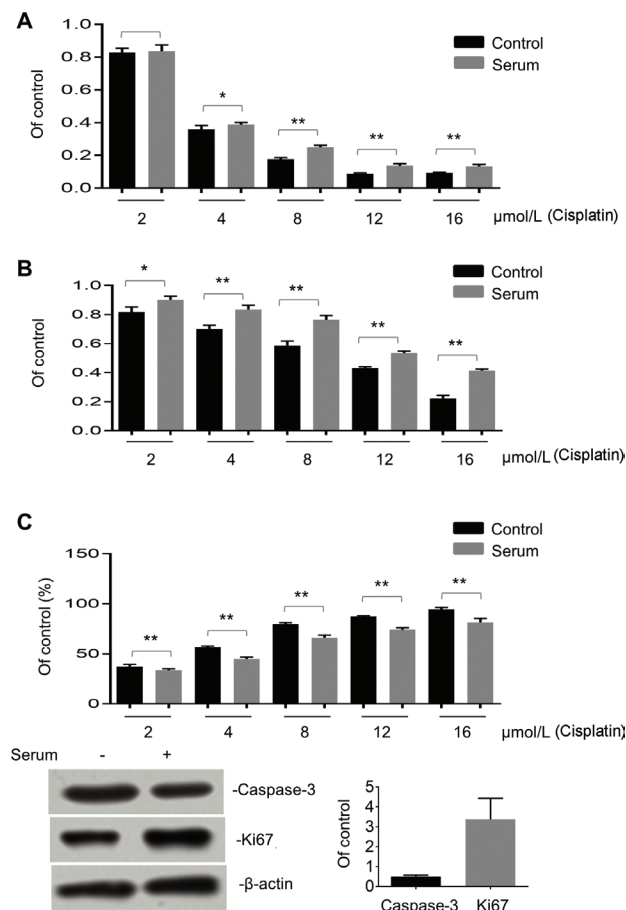 A
Control
Serum
Of control
1.0
0.8
0.6
0.4
0.2
0.0
*
**
**
**
2 4 8 12 16 µmol/L (Cisplatin)
B
Control
Serum
Of control
1.0
0.8
0.6
0.4
0.2
0.0
*
**
**
**
**
2 4 8 12 16 µmol/L (Cisplatin)
C
Control
Serum
Of control (%)
150
100
50
0
**
**
**
**
**
2 4 8 12 16 µmol/L (Cisplatin)
Serum - +
-Caspase-3
-Ki67
-β-actin
Of control
5
4
3
2
1
0
Caspase-3 Ki67